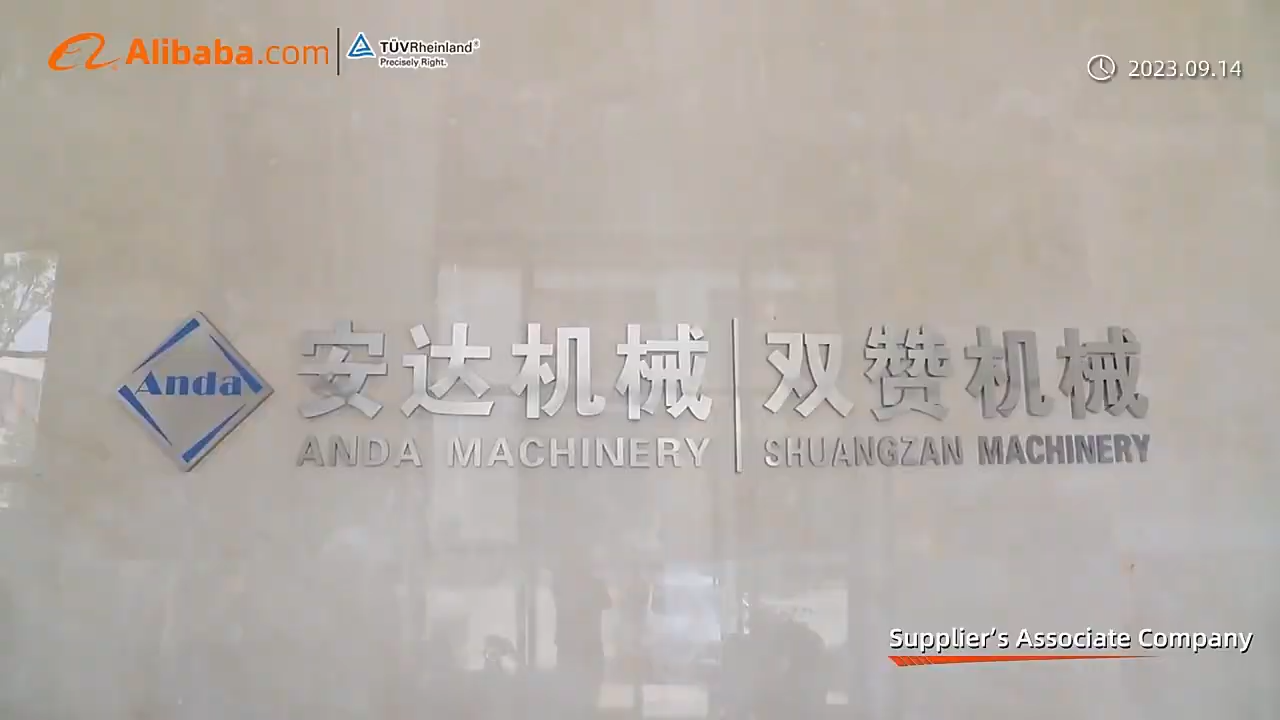 Alibaba.com
TÜVRheinland®
Precisely Right.
2023.09.14
Anda
安达机械
双赞机械
ANDA MACHINERY
SHUANGZAN MACHINERY
Supplier's Associate Company